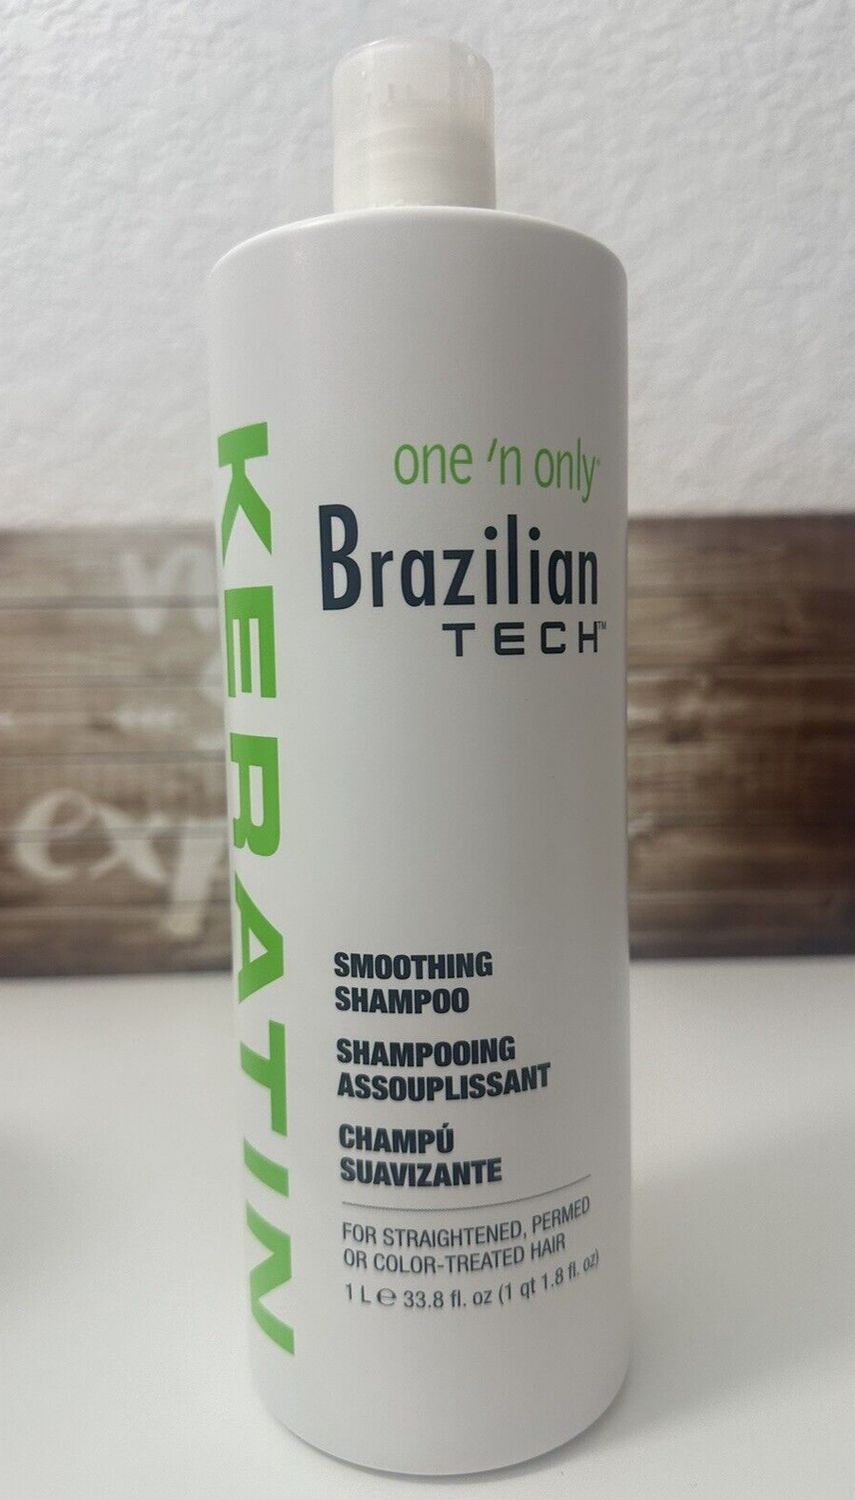 one 'n only®
Brazilian
TECH™
KERATIN
SMOOTHING
SHAMPOO
SHAMPOOING
ASSOUPLISSANT
CHAMPÚ
SUAVIZANTE
FOR STRAIGHTENED, PERMED
OR COLOR-TREATED HAIR
1 L ℮ 33.8 fl. oz (1 qt 1.8 fl. oz)